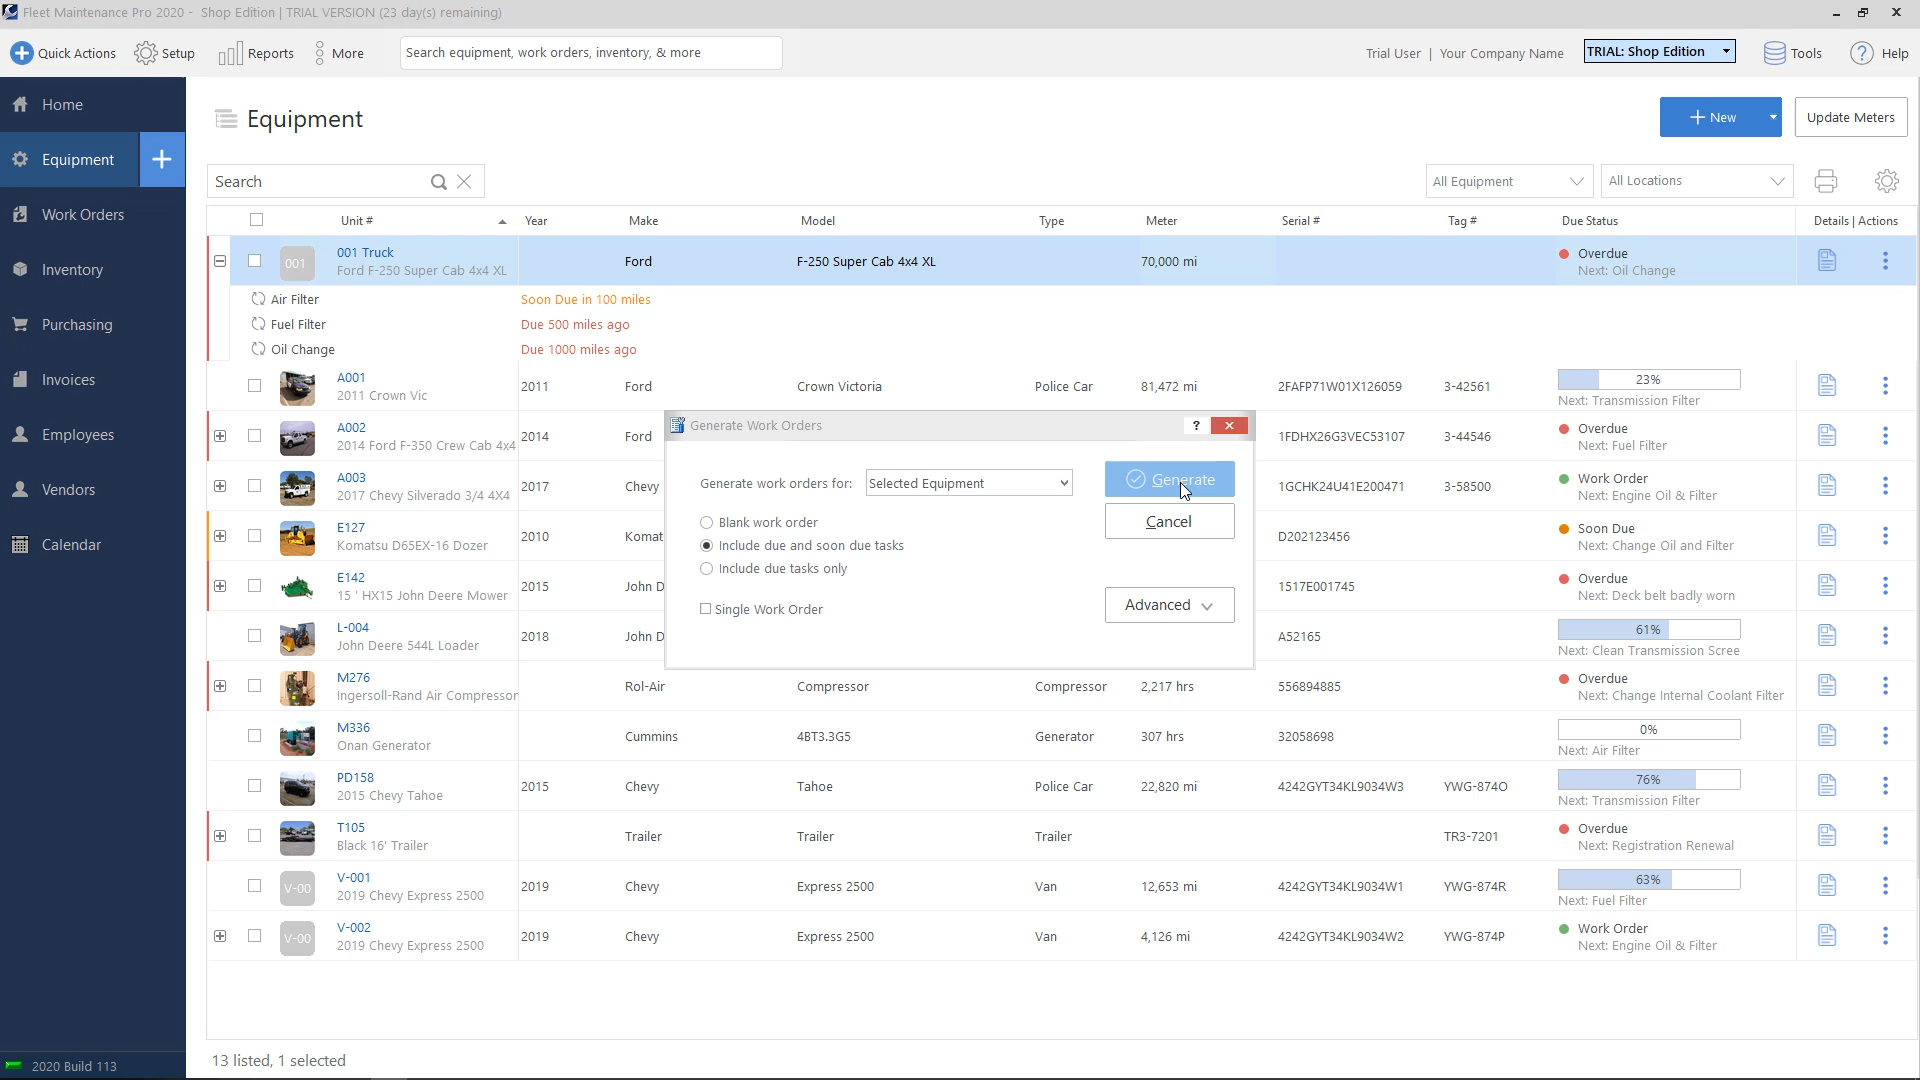 Fleet Maintenance Pro 2020 - Shop Edition | TRIAL VERSION (23 day(s) remaining)
Quick Actions Setup Reports More Search equipment, work orders, inventory, & more Trial User | Your Company Name TRIAL: Shop Edition Tools ? Help
Home
Equipment
Work Orders
Inventory
Purchasing
Invoices
Employees
Vendors
Calendar
2020 Build 113
Equipment
New Update Meters
Search All Equipment All Locations
Unit # Year Make Model Type Meter Serial # Tag # Due Status Details | Actions
001 001 Truck Ford F-250 Super Cab 4x4 XL 70,000 mi Overdue
Ford F-250 Super Cab 4x4 XL Next: Oil Change
Air Filter Soon Due in 100 miles
Fuel Filter Due 500 miles ago
Oil Change Due 1000 miles ago
A001 2011 Ford Crown Victoria Police Car 81,472 mi 2FAFP71W01X126059 3-42561 23%
2011 Crown Vic Next: Transmission Filter
A002 2014 Ford 1FDHX26G3VEC53107 3-44546 Overdue
2014 Ford F-350 Crew Cab 4x4 Next: Fuel Filter
A003 2017 Chevy 1GCHK24U41E200471 3-58500 Work Order
2017 Chevy Silverado 3/4 4X4 Next: Engine Oil & Filter
E127 2010 Komat D202123456 Soon Due
Komatsu D65EX-16 Dozer Next: Change Oil and Filter
E142 2015 John D 1517E001745 Overdue
15 ' HX15 John Deere Mower Next: Deck belt badly worn
L-004 2018 John D A52165 61%
John Deere 544L Loader Next: Clean Transmission Scree
M276 Rol-Air Compressor Compressor 2,217 hrs 556894885 Overdue
Ingersoll-Rand Air Compressor Next: Change Internal Coolant Filter
M336 Cummins 4BT3.3G5 Generator 307 hrs 32058698 0%
Onan Generator Next: Air Filter
PD158 2015 Chevy Tahoe Police Car 22,820 mi 4242GYT34KL9034W3 YWG-874O 76%
2015 Chevy Tahoe Next: Transmission Filter
T105 Trailer Trailer Trailer TR3-7201 Overdue
Black 16' Trailer Next: Registration Renewal
V-00 V-001 2019 Chevy Express 2500 Van 12,653 mi 4242GYT34KL9034W1 YWG-874R 63%
2019 Chevy Express 2500 Next: Fuel Filter
V-00 V-002 2019 Chevy Express 2500 Van 4,126 mi 4242GYT34KL9034W2 YWG-874P Work Order
2019 Chevy Express 2500 Next: Engine Oil & Filter
13 listed, 1 selected
Generate Work Orders ?
Generate work orders for: Selected Equipment Generate
Blank work order Cancel
Include due and soon due tasks
Include due tasks only
Single Work Order Advanced